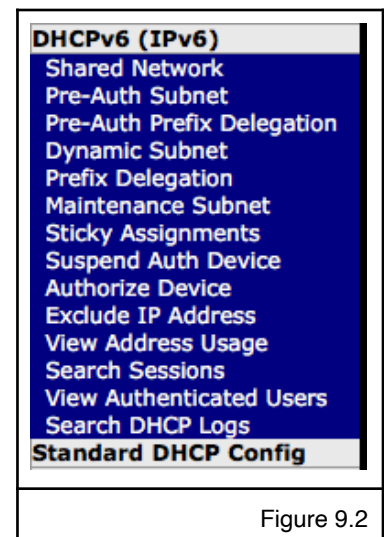 DHCPv6 (IPv6)
Shared Network
Pre-Auth Subnet
Pre-Auth Prefix Delegation
Dynamic Subnet
Prefix Delegation
Maintenance Subnet
Sticky Assignments
Suspend Auth Device
Authorize Device
Exclude IP Address
View Address Usage
Search Sessions
View Authenticated Users
Search DHCP Logs
Standard DHCP Config
Figure 9.2